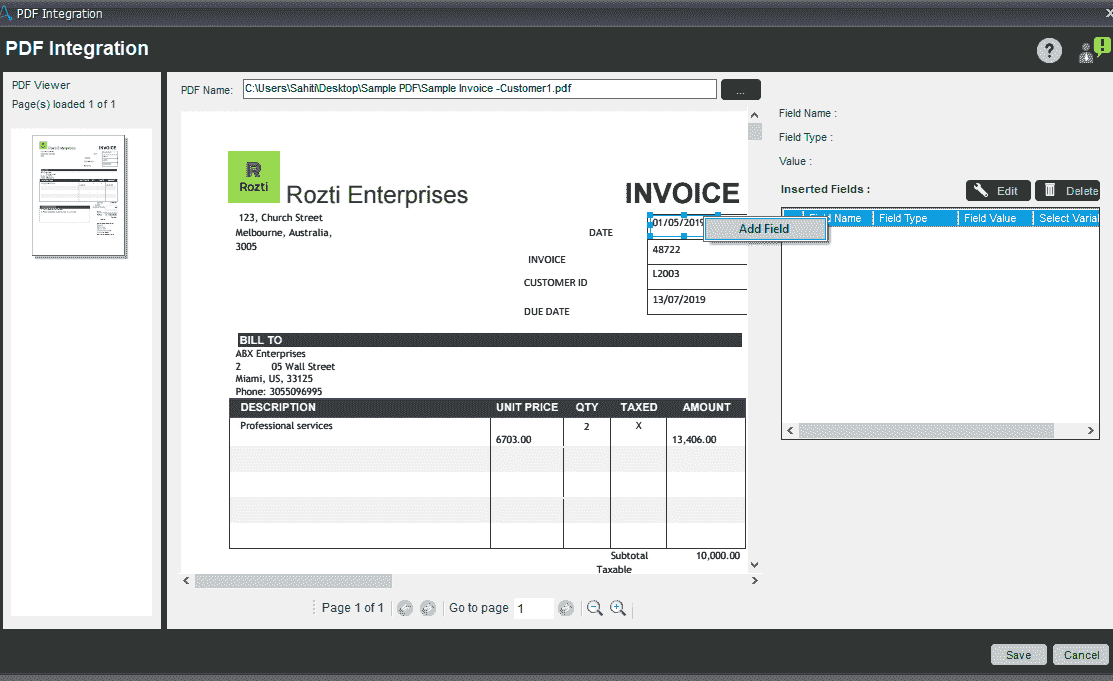 PDF Integration
PDF Integration
PDF Viewer
Page(s) loaded 1 of 1
PDF Name: C:\Users\Sahiti\Desktop\Sample PDF\Sample Invoice -Customer1.pdf ...
Rozti
Rozti Enterprises
INVOICE
123, Church Street
Melbourne, Australia,
3005
DATE 01/05/2019
INVOICE 48722
CUSTOMER ID L2003
DUE DATE 13/07/2019
Add Field
BILL TO
ABX Enterprises
2 05 Wall Street
Miami, US, 33125
Phone: 3055096995
DESCRIPTION UNIT PRICE QTY TAXED AMOUNT
Professional services 2 X
6703.00 13,406.00
Subtotal 10,000.00
Taxable
Page 1 of 1 Go to page 1
Field Name :
Field Type :
Value :
Inserted Fields : Edit Delete
Name Field Type Field Value Select Varial
Save Cancel